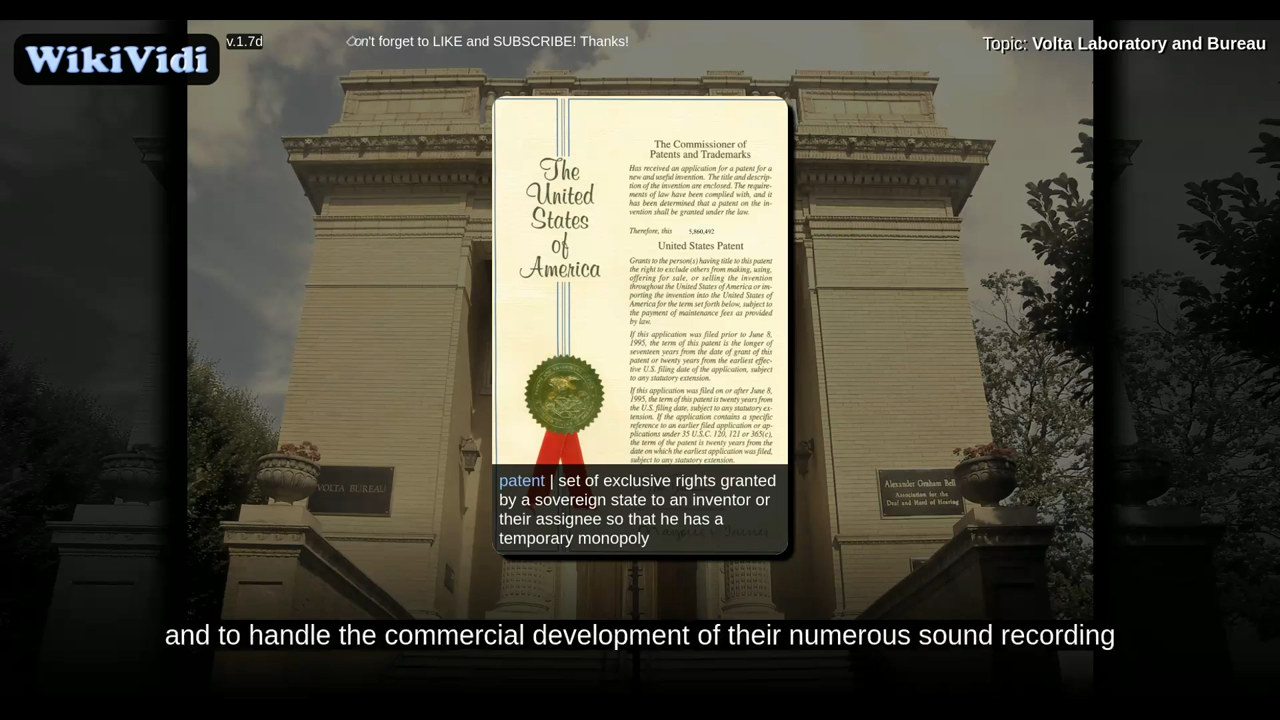 WikiVidi
v.1.7d
Don't forget to LIKE and SUBSCRIBE! Thanks!
Topic: Volta Laboratory and Bureau
The
United
States
of
America
The Commissioner of
Patents and Trademarks
Has received an application for a patent for a
new and useful invention. The title and descrip-
tion of the invention are enclosed. The require-
ments of law have been complied with, and it
has been determined that a patent on the in-
vention shall be granted under the law.
Therefore, this 5,860,492
United States Patent
Grants to the person(s) having title to this patent
the right to exclude others from making, using,
offering for sale, or selling the invention
throughout the United States of America or im-
porting the invention into the United States of
America for the term set forth below, subject to
the payment of maintenance fees as provided
by law.
If this application was filed prior to June 8,
1995, the term of this patent is the longer of
seventeen years from the date of grant of this
patent or twenty years from the earliest effec-
tive U.S. filing date of the application, subject
to any statutory extension.
If this application was filed on or after June 8,
1995, the term of this patent is twenty years from
the U.S. filing date, subject to any statutory ex-
tension. If the application contains a specific
reference to an earlier filed application or ap-
plications under 35 U.S.C. 120, 121 or 365(c),
the term of the patent is twenty years from the
date on which the earliest application was filed,
subject to any statutory extension.
patent | set of exclusive rights granted
by a sovereign state to an inventor or
their assignee so that he has a
temporary monopoly
VOLTA BUREAU
Alexander Graham Bell
Association for the
Deaf and Hard of Hearing
and to handle the commercial development of their numerous sound recording